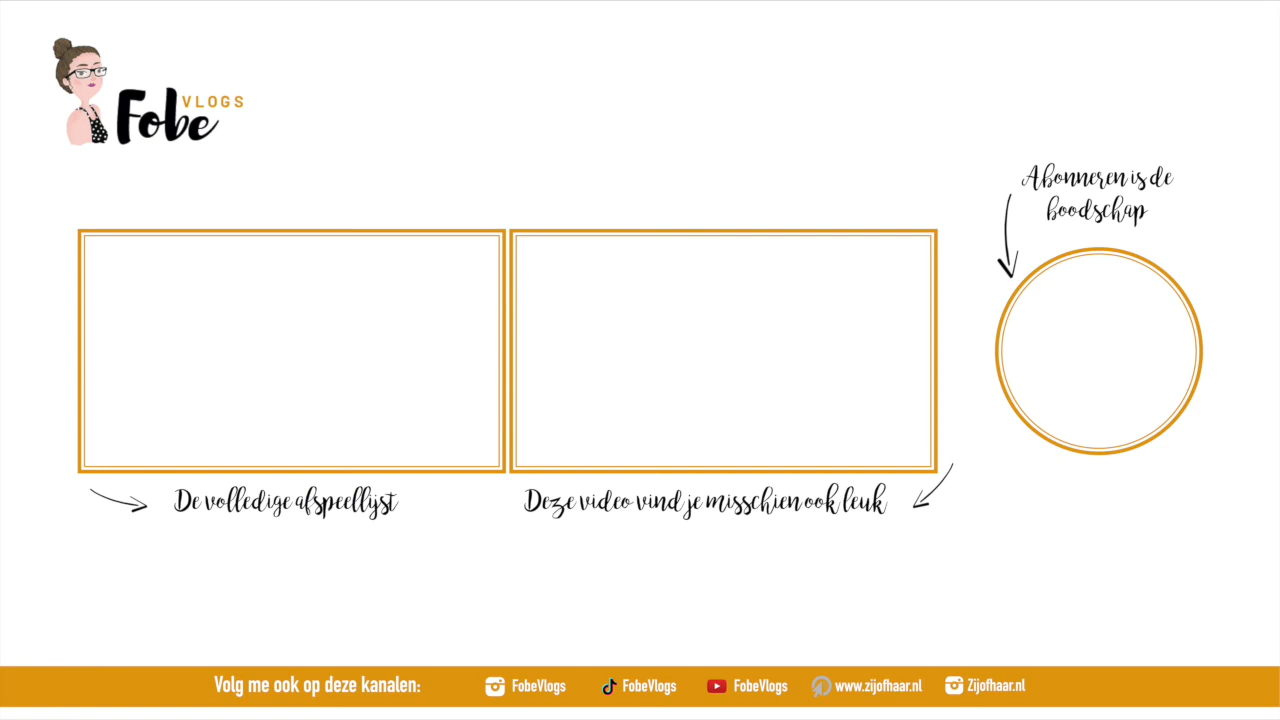 VLOGS
Fobe
Abonneren is de
boodschap
De volledige afspeellijst
Deze video vind je misschien ook leuk
Volg me ook op deze kanalen: FobeVlogs FobeVlogs FobeVlogs www.zijofhaar.nl Zijofhaar.nl